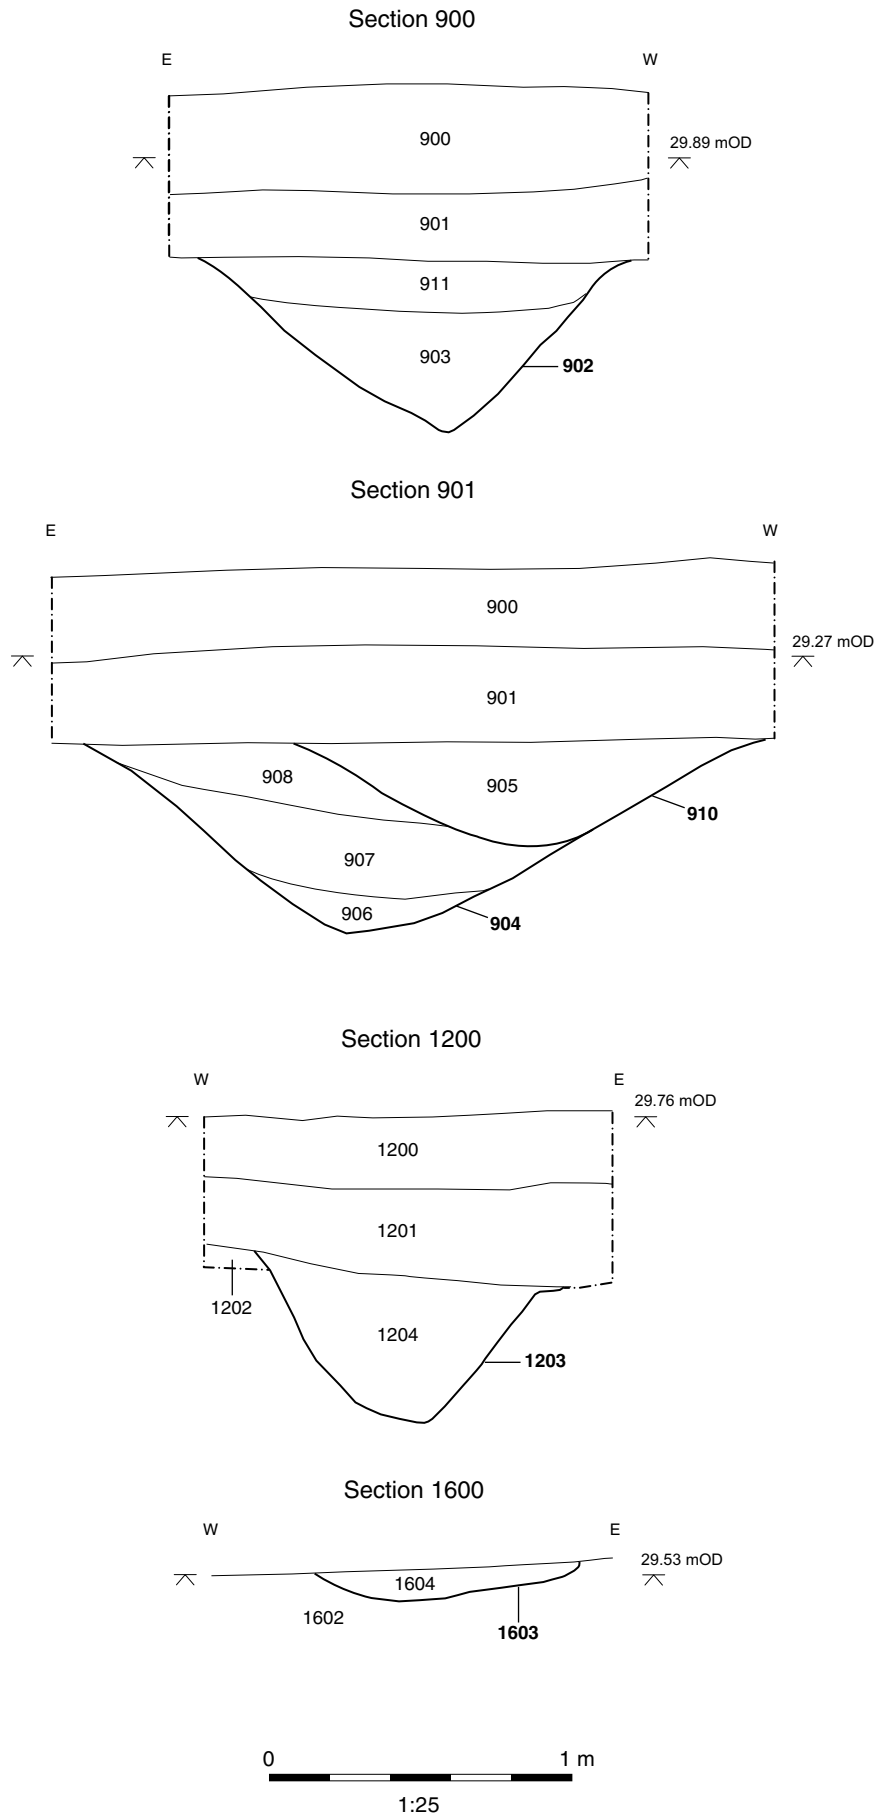 Section 900
E W
900
29.89 mOD
901
911
903
902
Section 901
E W
900
29.27 mOD
901
908
905
910
907
906
904
Section 1200
W E
29.76 mOD
1200
1201
1202
1204
1203
Section 1600
W E
29.53 mOD
1604
1602
1603
0 1 m
1:25